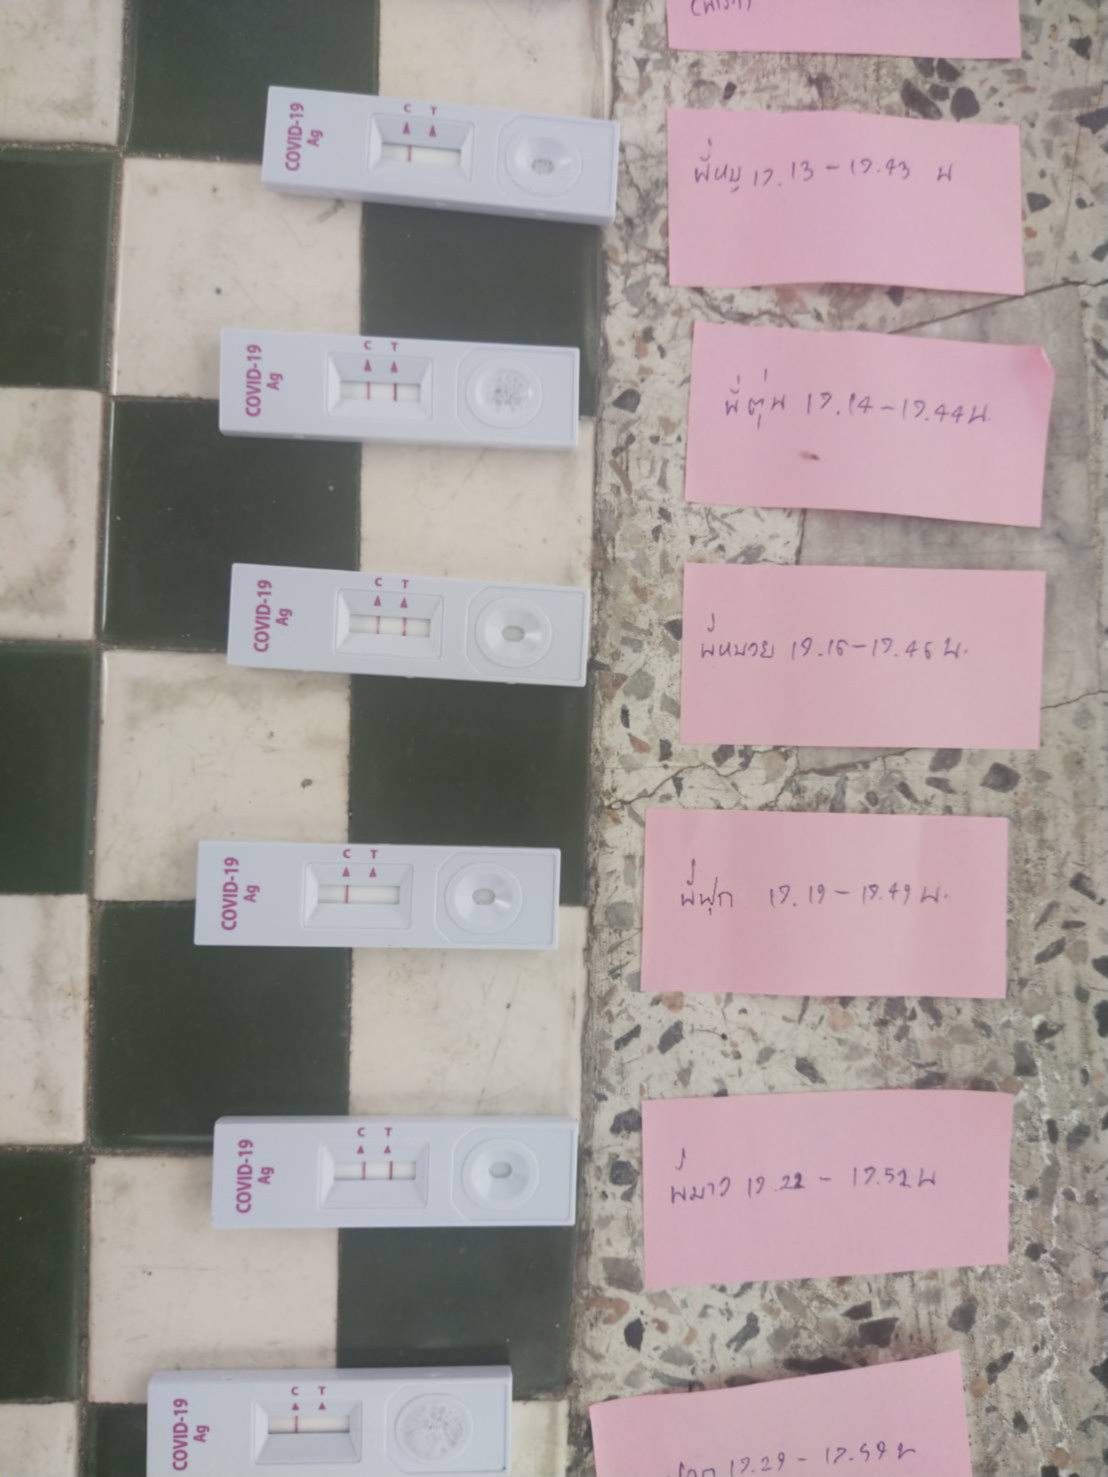 COVID-19
Ag
C T
พี่หมู 17.13 - 17.43 น
COVID-19
Ag
C T
พี่ตุ่น 17.14 - 17.44 น.
COVID-19
Ag
C T
พี่หมวย 17.16 - 17.46 น.
COVID-19
Ag
C T
พี่ฟุก 17.19 - 17.49 น.
COVID-19
Ag
C T
พี่มาว 17.22 - 17.52 น
COVID-19
Ag
C T
17.29 - 17.59 น